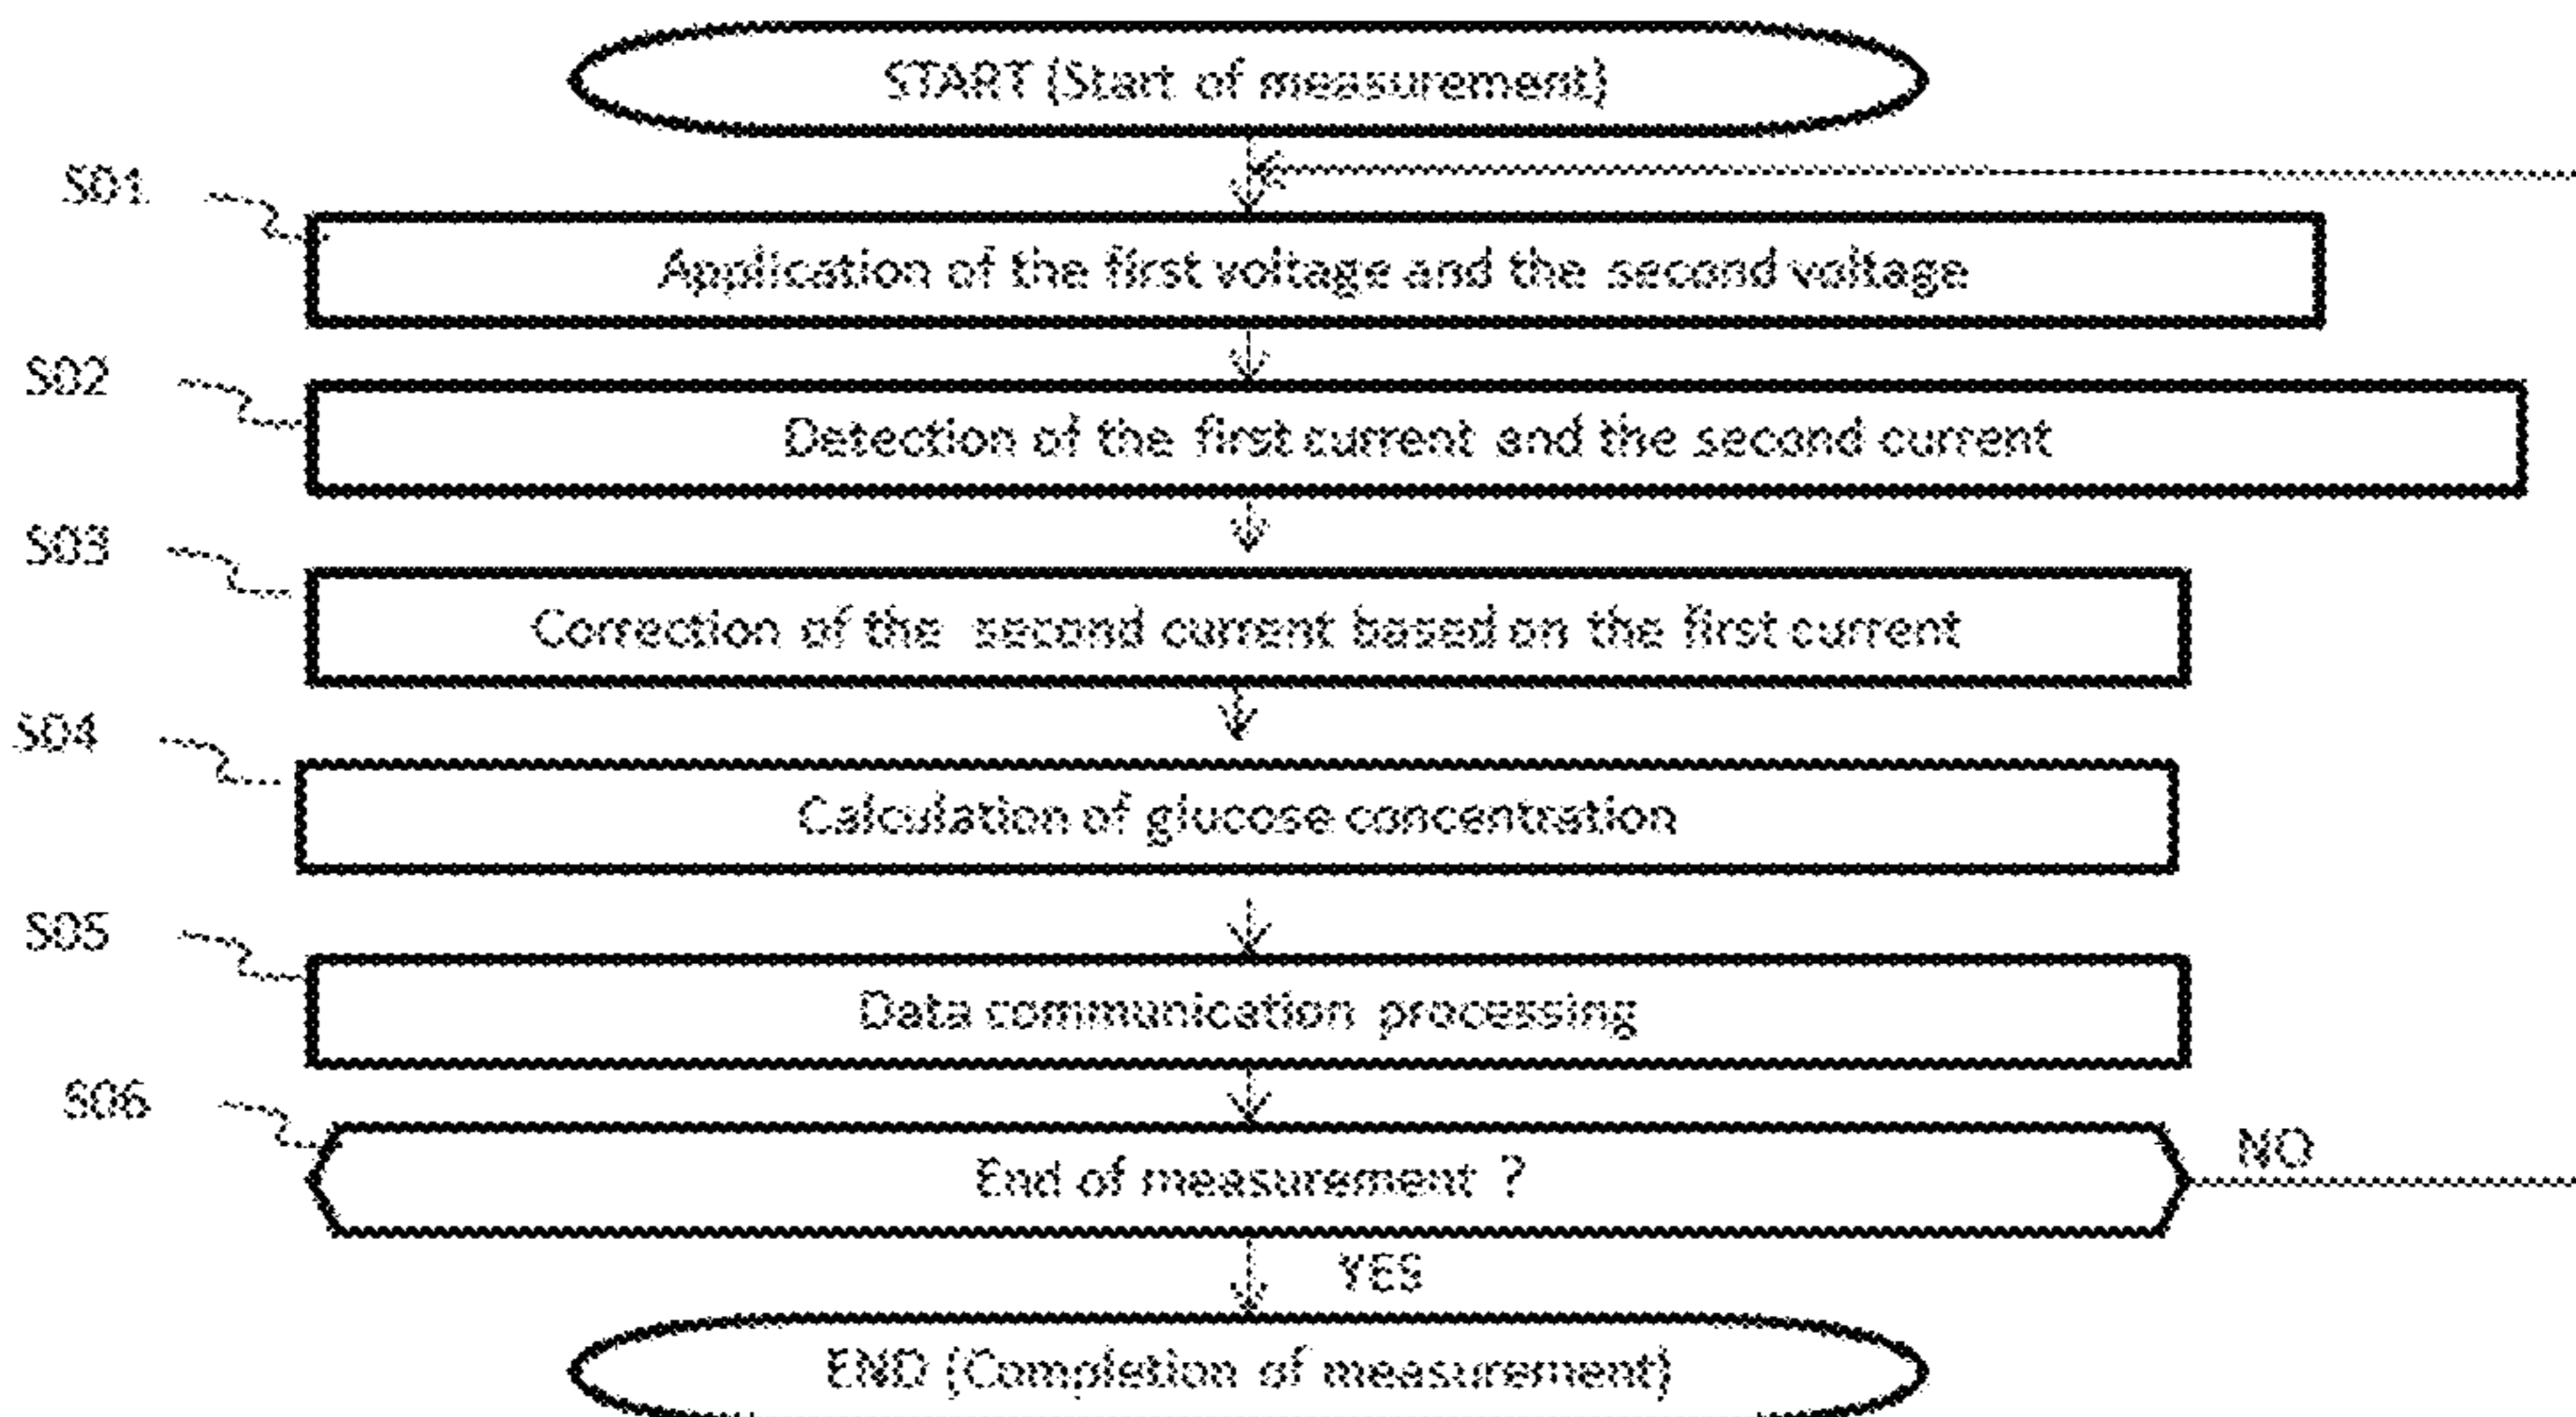 START (Start of measurement)
S01
Application of the first voltage and the second voltage
S02
Detection of the first current and the second current
S03
Correction of the second current based on the first current
S04
Calculation of glucose concentration
S05
Data communication processing
S06
End of measurement ?
NO
YES
END (Completion of measurement)